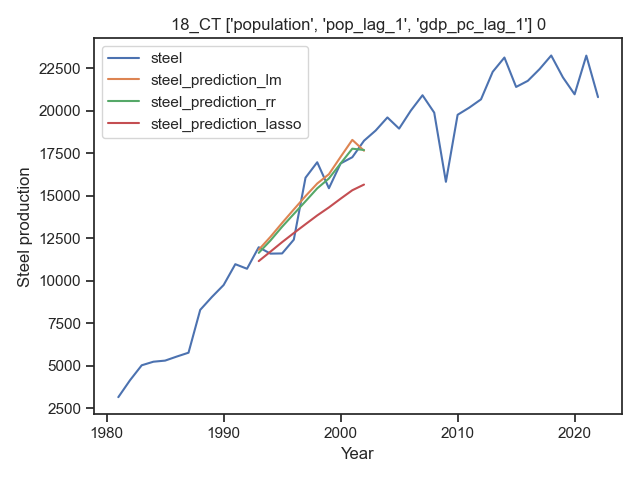 18_CT ['population', 'pop_lag_1', 'gdp_pc_lag_1'] 0
steel
steel_prediction_lm
steel_prediction_rr
steel_prediction_lasso
Steel production
22500
20000
17500
15000
12500
10000
7500
5000
2500
1980 1990 2000 2010 2020
Year